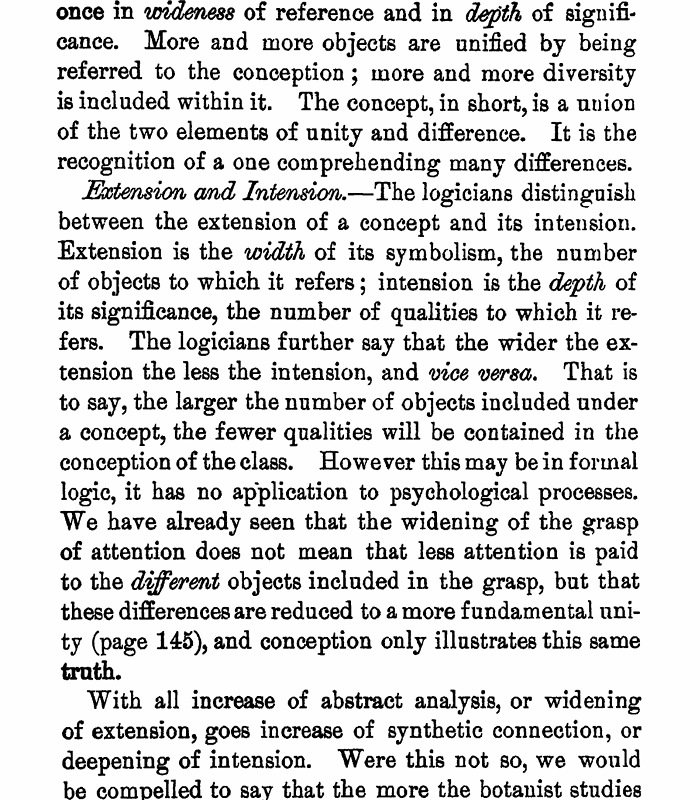 once in wideness of reference and in depth of signifi-
cance. More and more objects are unified by being
referred to the conception; more and more diversity
is included within it. The concept, in short, is a union
of the two elements of unity and difference. It is the
recognition of a one comprehending many differences.
Extension and Intension.—The logicians distinguish
between the extension of a concept and its intension.
Extension is the width of its symbolism, the number
of objects to which it refers; intension is the depth of
its significance, the number of qualities to which it re-
fers. The logicians further say that the wider the ex-
tension the less the intension, and vice versa. That is
to say, the larger the number of objects included under
a concept, the fewer qualities will be contained in the
conception of the class. However this may be in formal
logic, it has no application to psychological processes.
We have already seen that the widening of the grasp
of attention does not mean that less attention is paid
to the different objects included in the grasp, but that
these differences are reduced to a more fundamental uni-
ty (page 145), and conception only illustrates this same
truth.
With all increase of abstract analysis, or widening
of extension, goes increase of synthetic connection, or
deepening of intension. Were this not so, we would
be compelled to say that the more the botanist studies